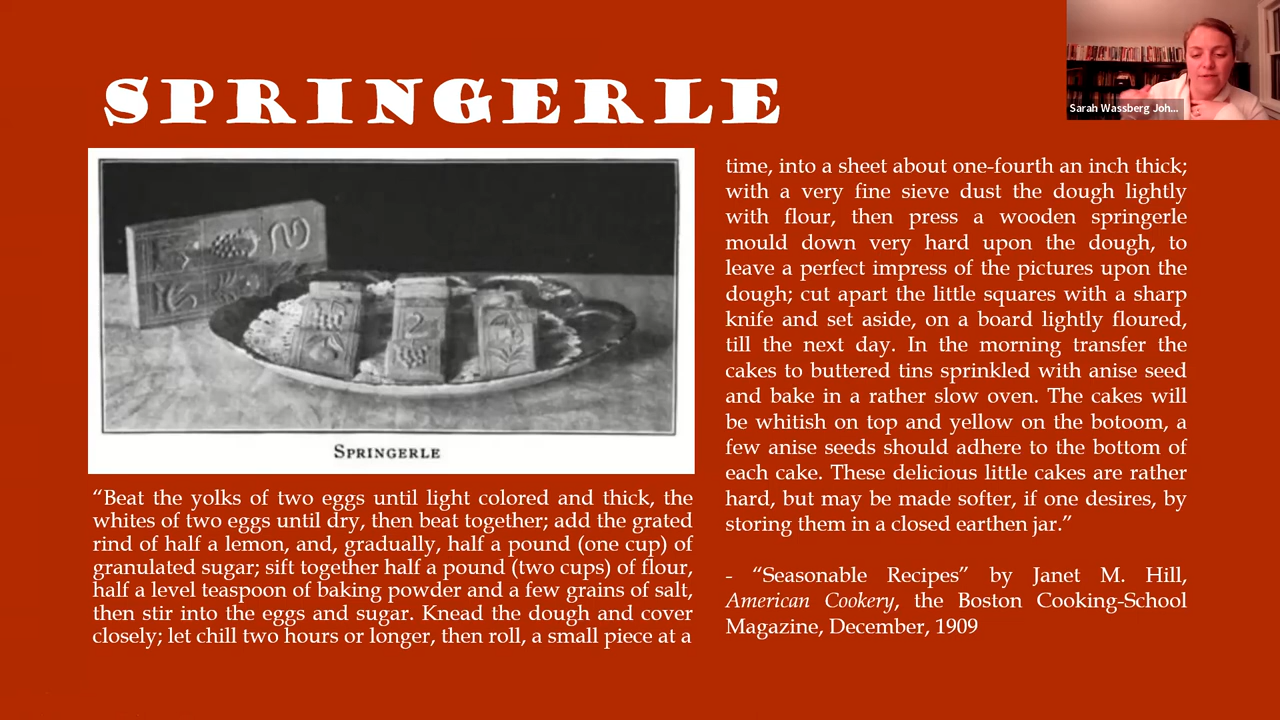 SPRINGERLE
Sarah Wassberg Joh...
SPRINGERLE
“Beat the yolks of two eggs until light colored and thick, the
whites of two eggs until dry, then beat together; add the grated
rind of half a lemon, and, gradually, half a pound (one cup) of
granulated sugar; sift together half a pound (two cups) of flour,
half a level teaspoon of baking powder and a few grains of salt,
then stir into the eggs and sugar. Knead the dough and cover
closely; let chill two hours or longer, then roll, a small piece at a
time, into a sheet about one-fourth an inch thick;
with a very fine sieve dust the dough lightly
with flour, then press a wooden springerle
mould down very hard upon the dough, to
leave a perfect impress of the pictures upon the
dough; cut apart the little squares with a sharp
knife and set aside, on a board lightly floured,
till the next day. In the morning transfer the
cakes to buttered tins sprinkled with anise seed
and bake in a rather slow oven. The cakes will
be whitish on top and yellow on the botoom, a
few anise seeds should adhere to the bottom of
each cake. These delicious little cakes are rather
hard, but may be made softer, if one desires, by
storing them in a closed earthen jar.”
- “Seasonable Recipes” by Janet M. Hill,
American Cookery, the Boston Cooking-School
Magazine, December, 1909